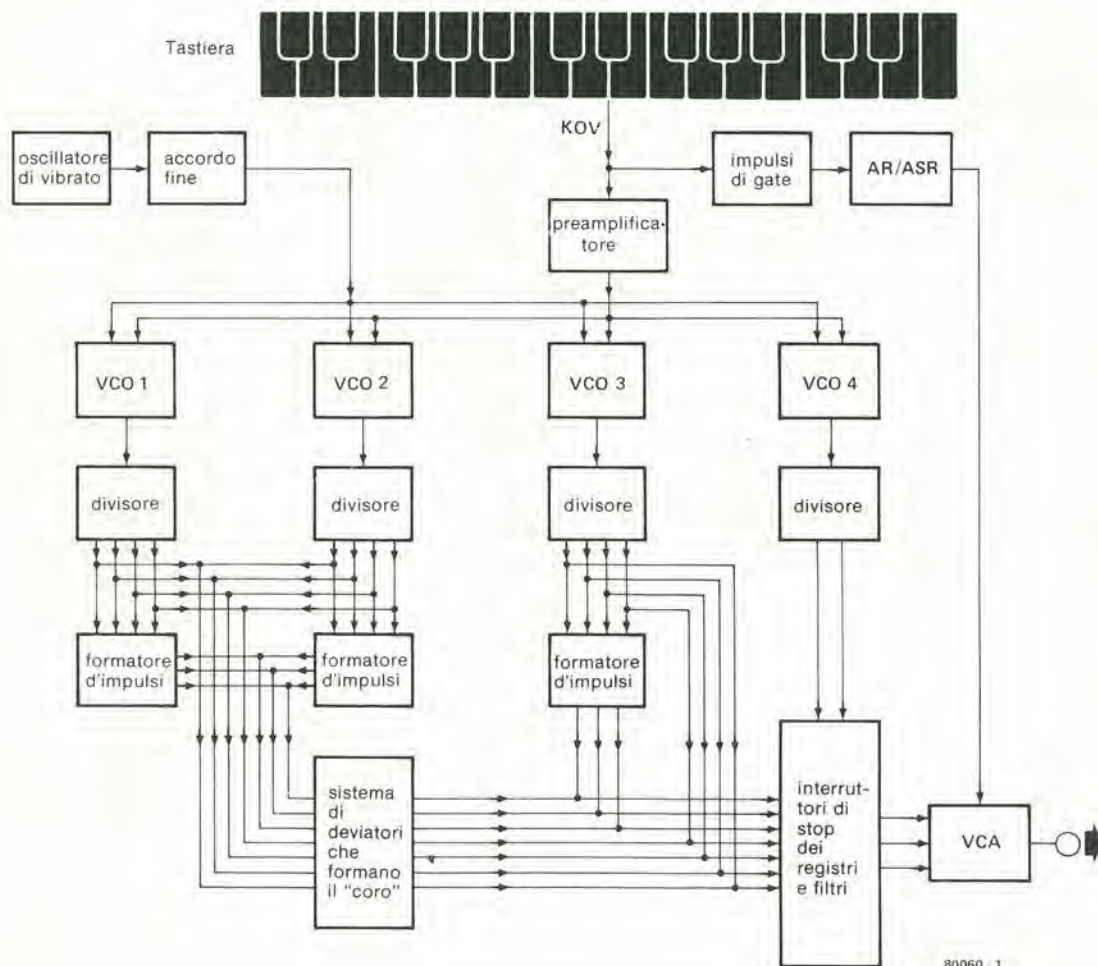 Tastiera
KOV
oscillatore
di vibrato
accordo
fine
impulsi
di gate
AR/ASR
preamplifica-
tore
VCO 1
VCO 2
VCO 3
VCO 4
divisore
divisore
divisore
divisore
formatore
d'impulsi
formatore
d'impulsi
formatore
d'impulsi
sistema
di
deviatori
che
formano
il "coro"
interrut-
tori di
stop
dei
registri
e filtri
VCA
80060 - 1